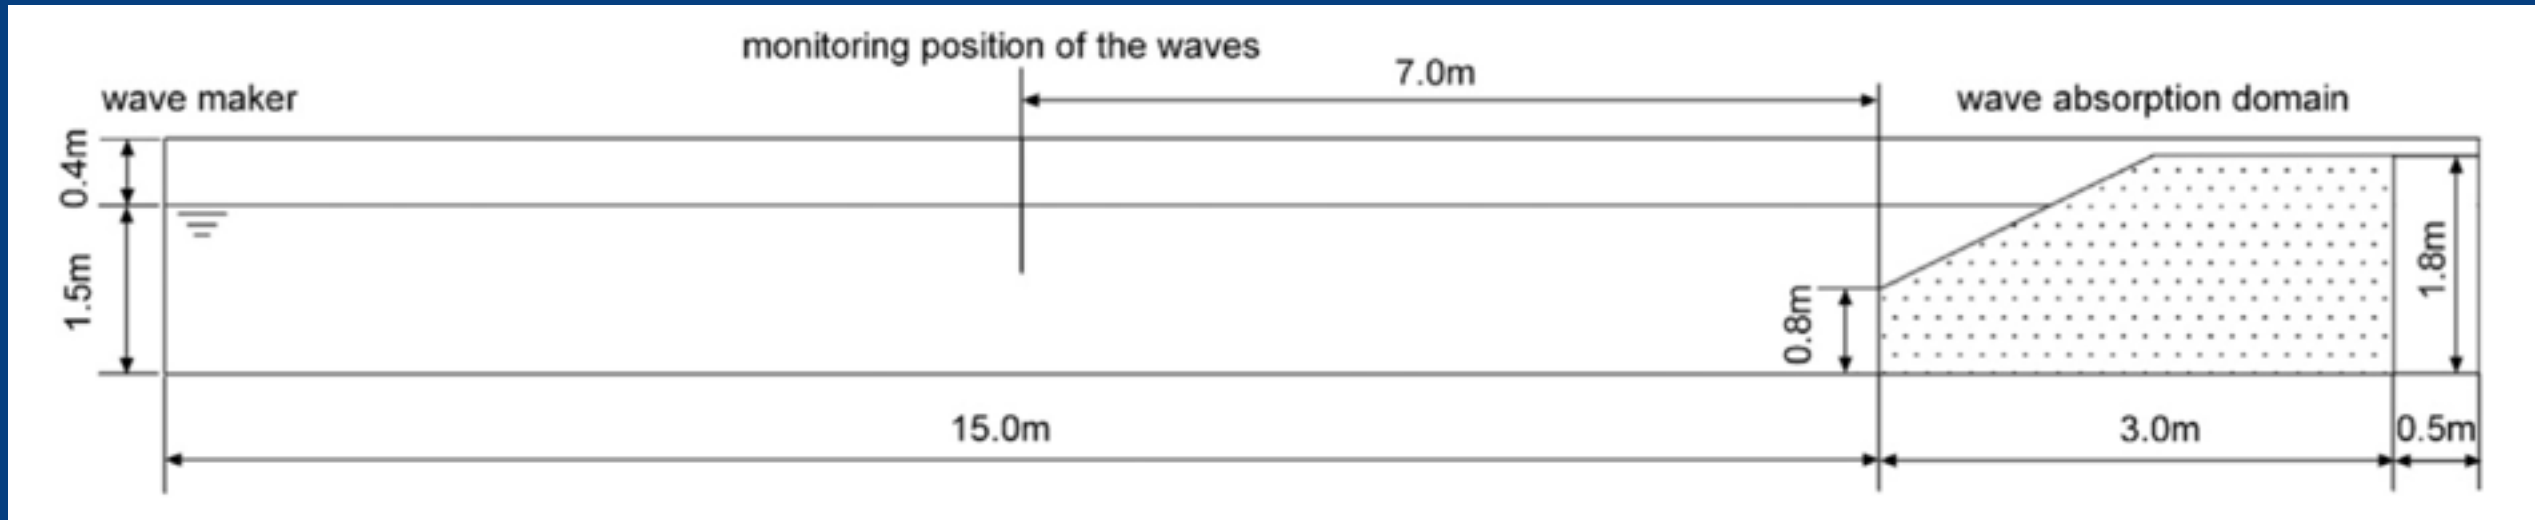 monitoring position of the waves
7.0m
wave maker
wave absorption domain
0.4m
1.5m
1.8m
0.8m
15.0m
3.0m
0.5m